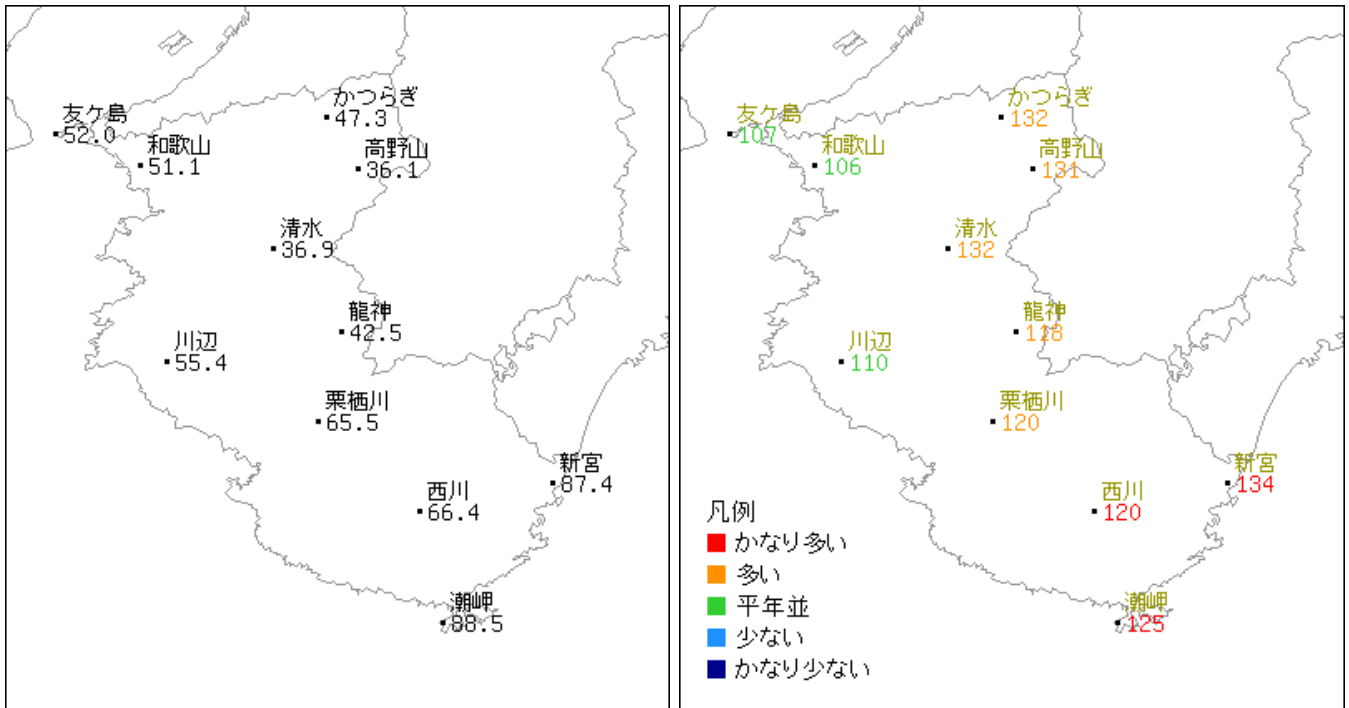 かつらぎ
47.3
友ケ島
52.0
和歌山
51.1
高野山
36.1
清水
36.9
龍神
42.5
川辺
55.4
栗栖川
65.5
新宮
87.4
西川
66.4
潮岬
88.5
かつらぎ
132
友ケ島
107
和歌山
106
高野山
131
清水
132
龍神
118
川辺
110
栗栖川
120
新宮
134
西川
120
潮岬
125
凡例
かなり多い
多い
平年並
少ない
かなり少ない